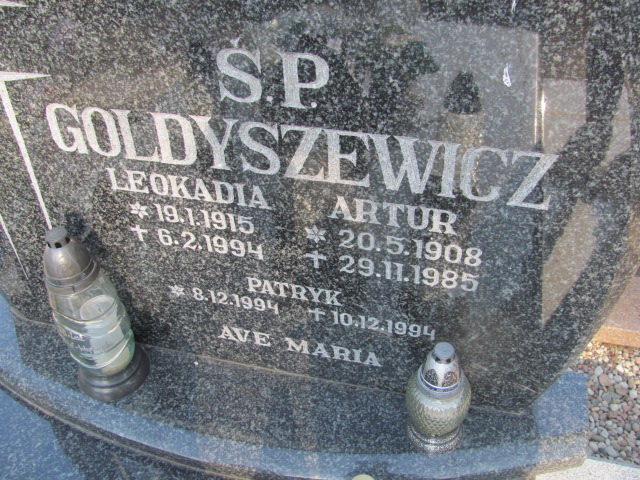 Ś.P.
GOLDYSZEWICZ
LEOKADIA
* 19.1.1915
† 6.2.1994
ARTUR
* 20.5.1908
† 29.11.1985
PATRYK
* 8.12.1994 † 10.12.1994
AVE MARIA